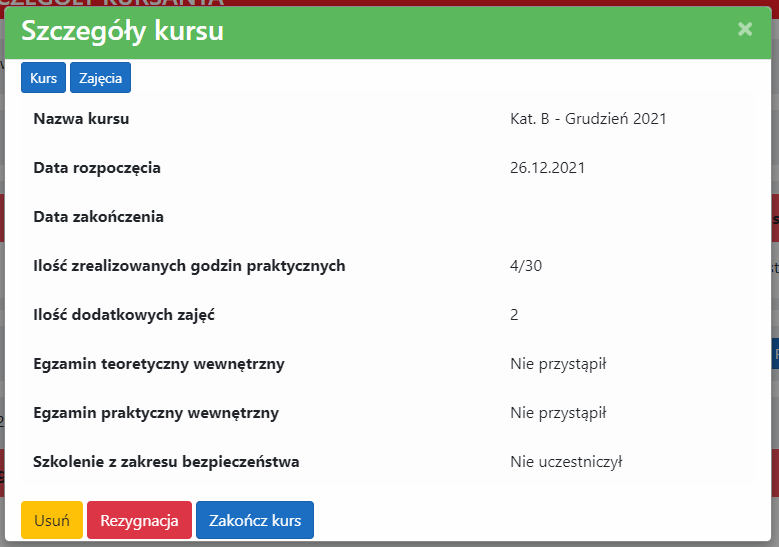 Szczegóły kursu ×
Kurs Zajęcia
Nazwa kursu Kat. B - Grudzień 2021
Data rozpoczęcia 26.12.2021
Data zakończenia
Ilość zrealizowanych godzin praktycznych 4/30
Ilość dodatkowych zajęć 2
Egzamin teoretyczny wewnętrzny Nie przystąpił
Egzamin praktyczny wewnętrzny Nie przystąpił
Szkolenie z zakresu bezpieczeństwa Nie uczestniczył
Usuń Rezygnacja Zakończ kurs